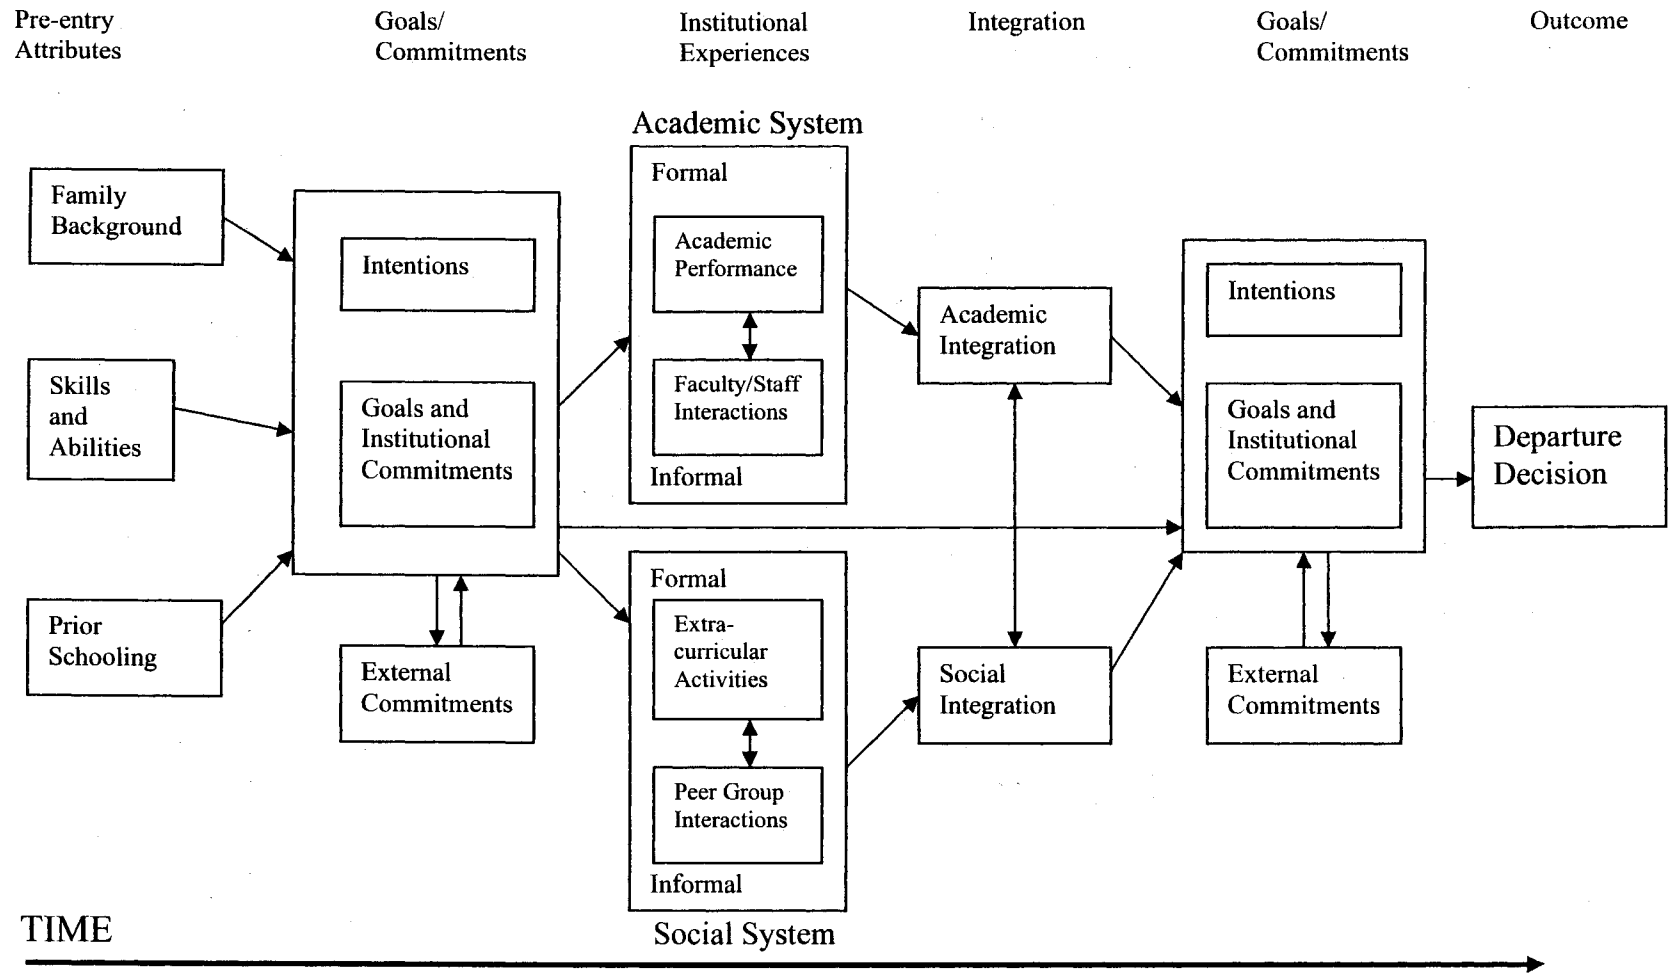 Pre-entry
Attributes
Goals/
Commitments
Institutional
Experiences
Integration
Goals/
Commitments
Outcome
Academic System
Family
Background
Skills
and
Abilities
Prior
Schooling
Intentions
Goals and
Institutional
Commitments
External
Commitments
Formal
Academic
Performance
Faculty/Staff
Interactions
Informal
Formal
Extra-
curricular
Activities
Peer Group
Interactions
Informal
Social System
Academic
Integration
Social
Integration
Intentions
Goals and
Institutional
Commitments
External
Commitments
Departure
Decision
TIME